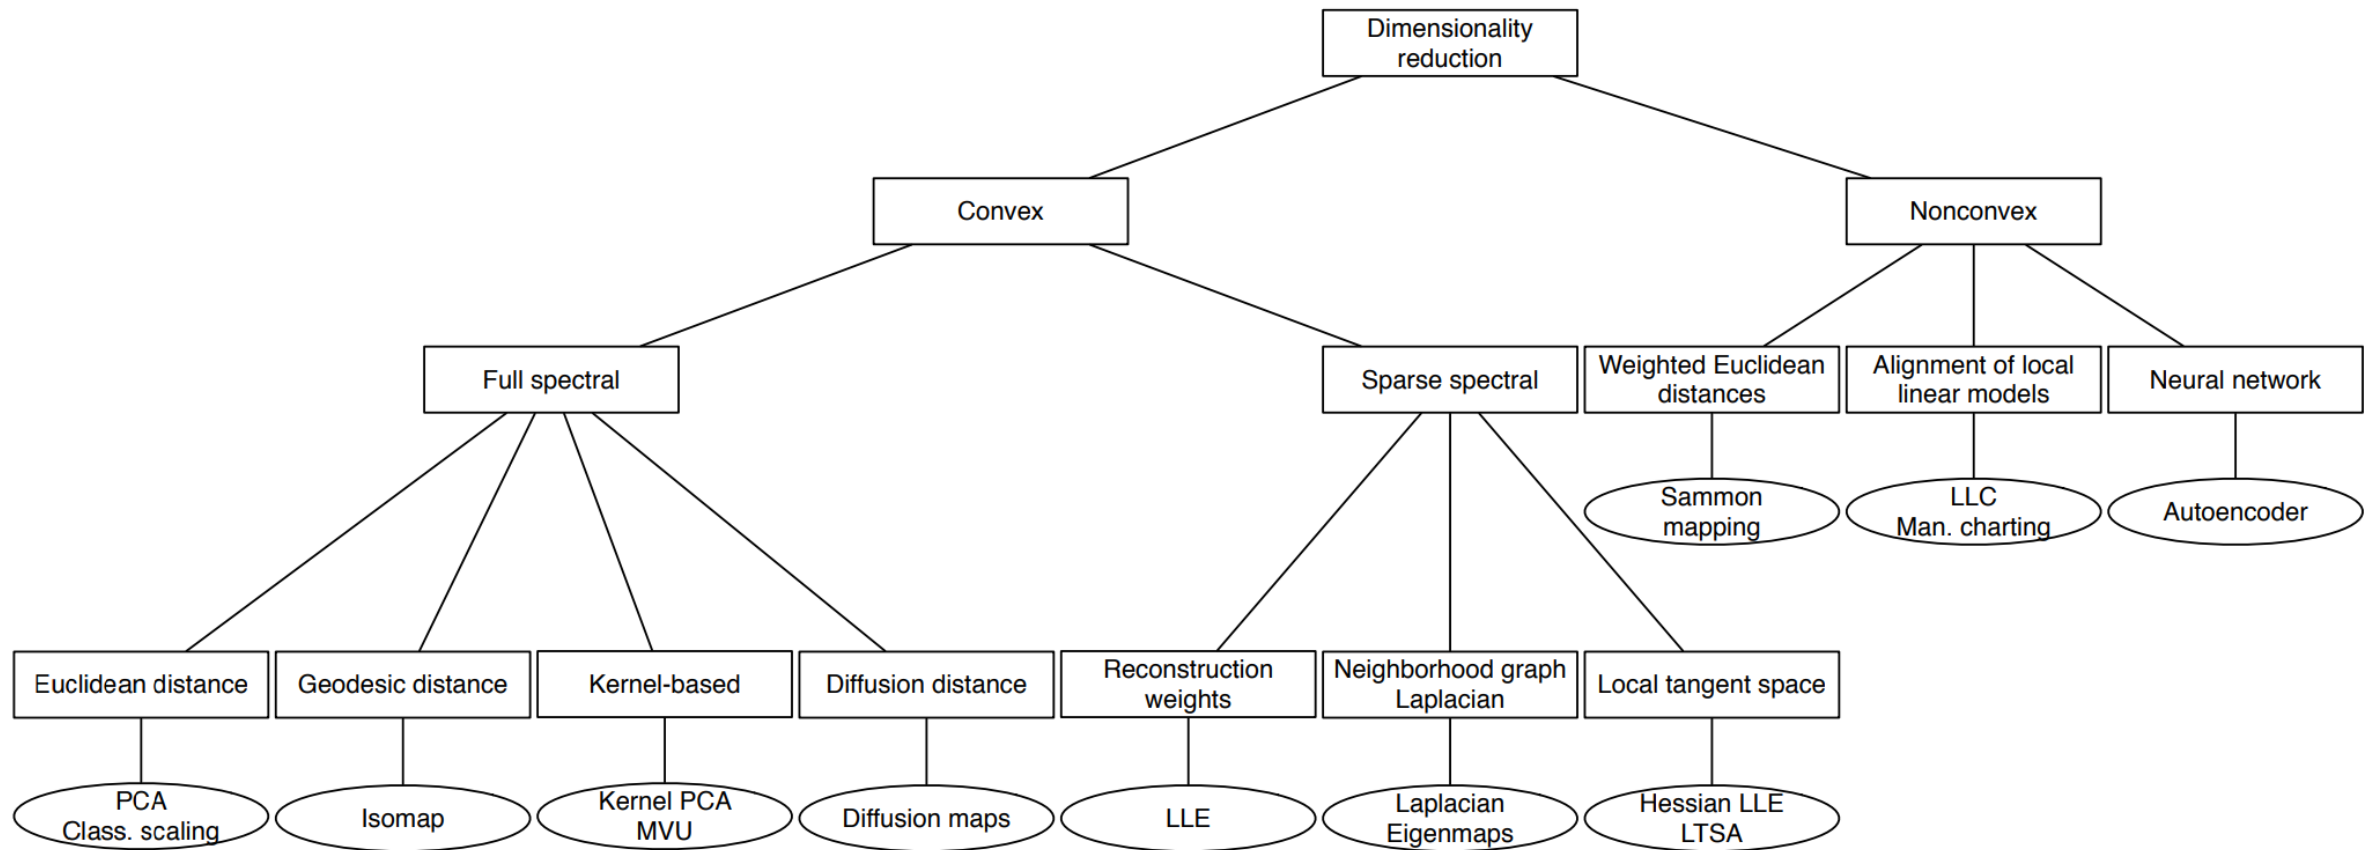 Dimensionality
reduction
Convex
Nonconvex
Full spectral
Sparse spectral
Weighted Euclidean
distances
Alignment of local
linear models
Neural network
Sammon
mapping
LLC
Man. charting
Autoencoder
Euclidean distance
Geodesic distance
Kernel-based
Diffusion distance
Reconstruction
weights
Neighborhood graph
Laplacian
Local tangent space
PCA
Class. scaling
Isomap
Kernel PCA
MVU
Diffusion maps
LLE
Laplacian
Eigenmaps
Hessian LLE
LTSA